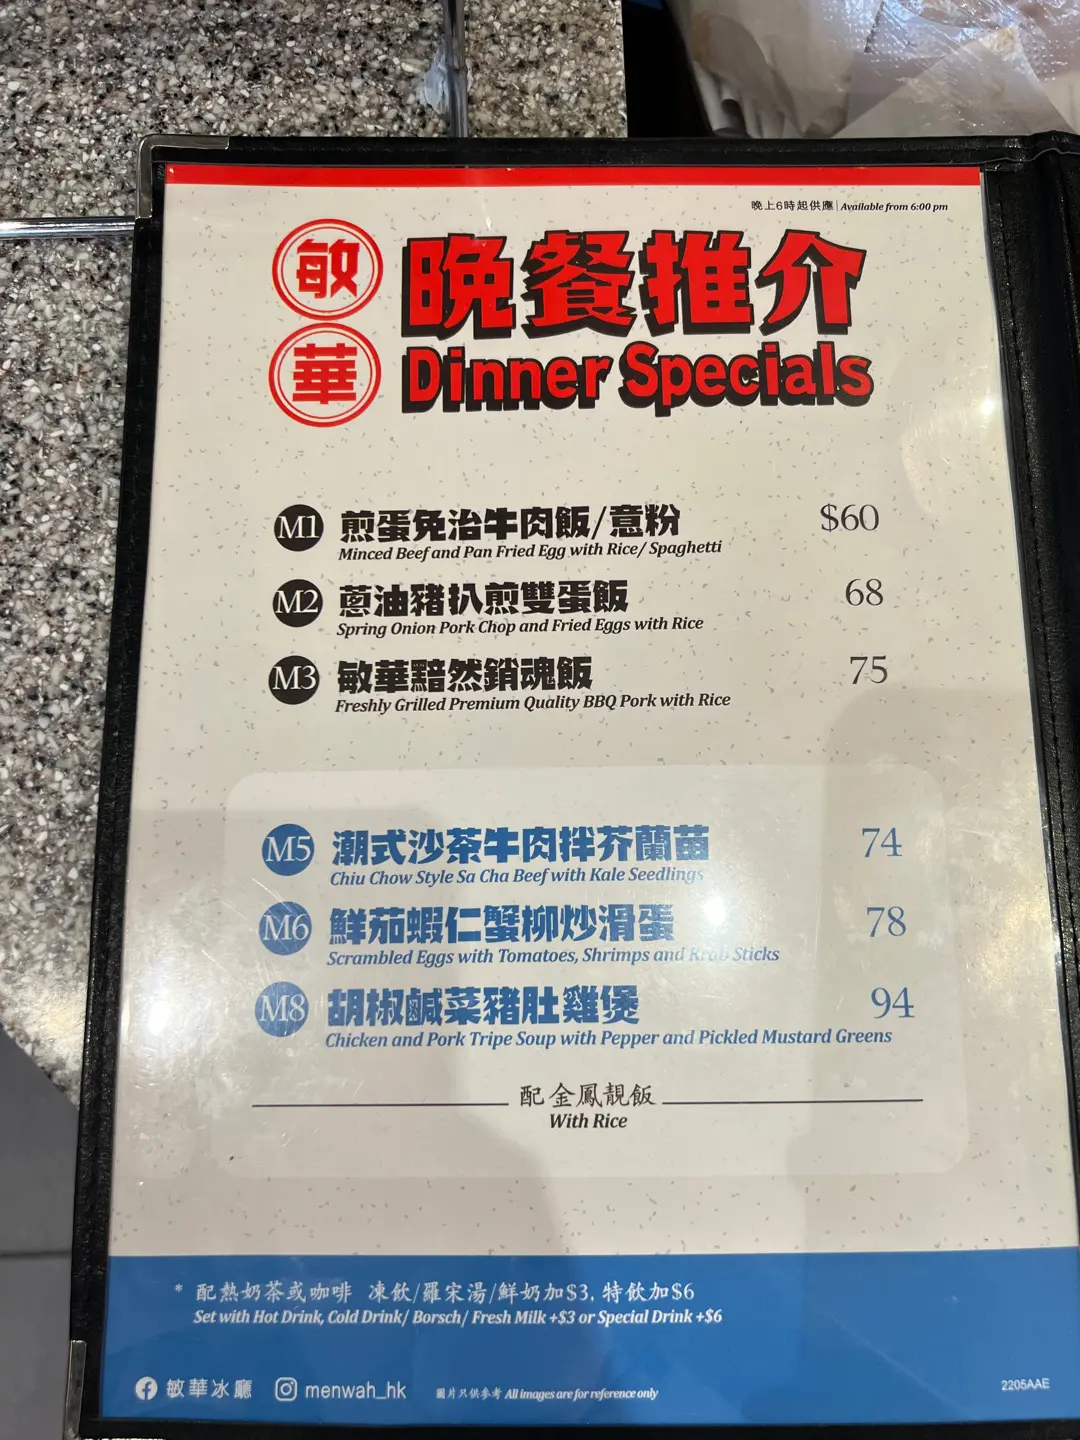 晚上6時起供應 | Available from 6:00 pm
敏
華
晚餐推介
Dinner Specials
M1 煎蛋免治牛肉飯/意粉 $60
Minced Beef and Pan Fried Egg with Rice/ Spaghetti
M2 蔥油豬扒煎雙蛋飯 68
Spring Onion Pork Chop and Fried Eggs with Rice
M3 敏華黯然銷魂飯 75
Freshly Grilled Premium Quality BBQ Pork with Rice
M5 潮式沙茶牛肉拌芥蘭苗 74
Chiu Chow Style Sa Cha Beef with Kale Seedlings
M6 鮮茄蝦仁蟹柳炒滑蛋 78
Scrambled Eggs with Tomatoes, Shrimps and Krab Sticks
M8 胡椒鹹菜豬肚雞煲 94
Chicken and Pork Tripe Soup with Pepper and Pickled Mustard Greens
配金鳳靚飯
With Rice
* 配熱奶茶或咖啡 凍飲/羅宋湯/鮮奶加$3, 特飲加$6
Set with Hot Drink, Cold Drink/ Borsch/ Fresh Milk +$3 or Special Drink +$6
敏華冰廳 menwah_hk 圖片只供參考 All images are for reference only 2205AAE